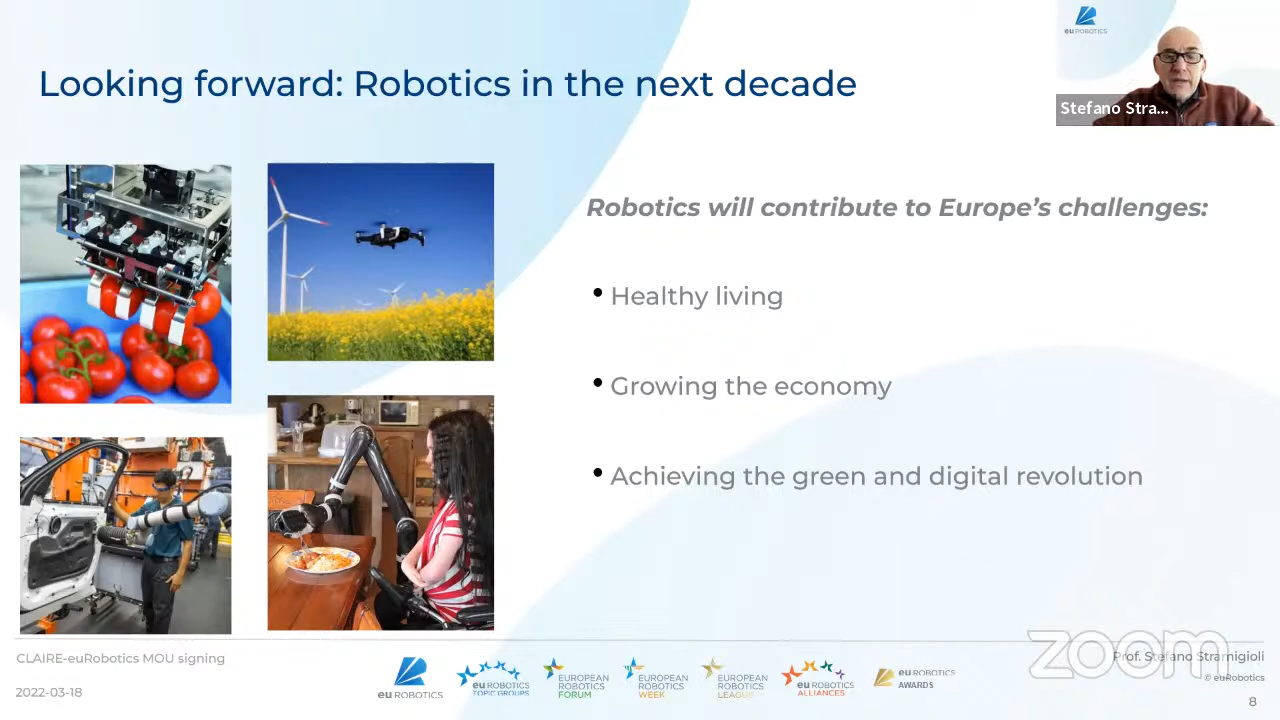 eu ROBOTICS
Looking forward: Robotics in the next decade
Stefano Stra...
Robotics will contribute to Europe's challenges:
• Healthy living
• Growing the economy
• Achieving the green and digital revolution
CLAIRE-euRobotics MOU signing
2022-03-18
eu ROBOTICS
eu ROBOTICS
TOPIC GROUPS
EUROPEAN
ROBOTICS
FORUM
EUROPEAN
ROBOTICS
WEEK
EUROPEAN
ROBOTICS
LEAGUE
eu ROBOTICS
ALLIANCES
eu ROBOTICS
AWARDS
zoom
Prof. Stefano Stramigioli
© euRobotics
8